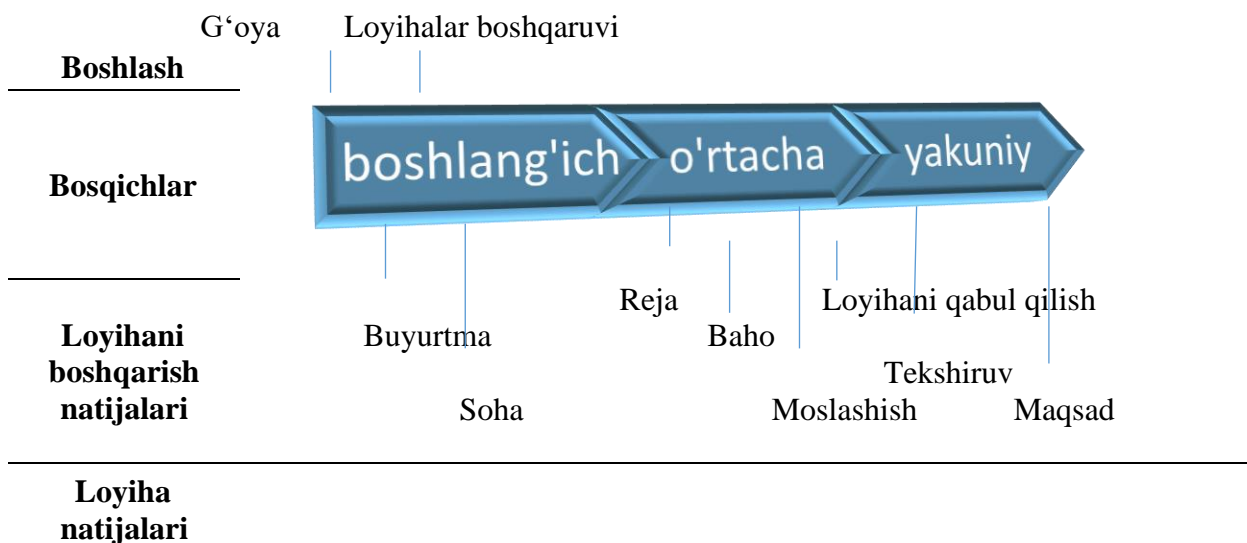 G‘oya Loyihalar boshqaruvi
Boshlash
Bosqichlar
boshlang'ich o'rtacha yakuniy
Reja Loyihani qabul qilish
Loyihani
boshqarish
natijalari
Buyurtma Baho
Tekshiruv
Soha Moslashish Maqsad
Loyiha
natijalari